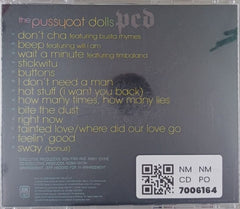 the pussycat dolls pcd
don't cha featuring busta rhymes
beep featuring will.i.am
wait a minute featuring timbaland
stickwitu
buttons
i don't need a man
hot stuff (i want you back)
how many times, how many lies
bite the dust
right now
tainted love/where did our love go
feelin' good
sway (bonus)
NM NM
CD PO
7006164